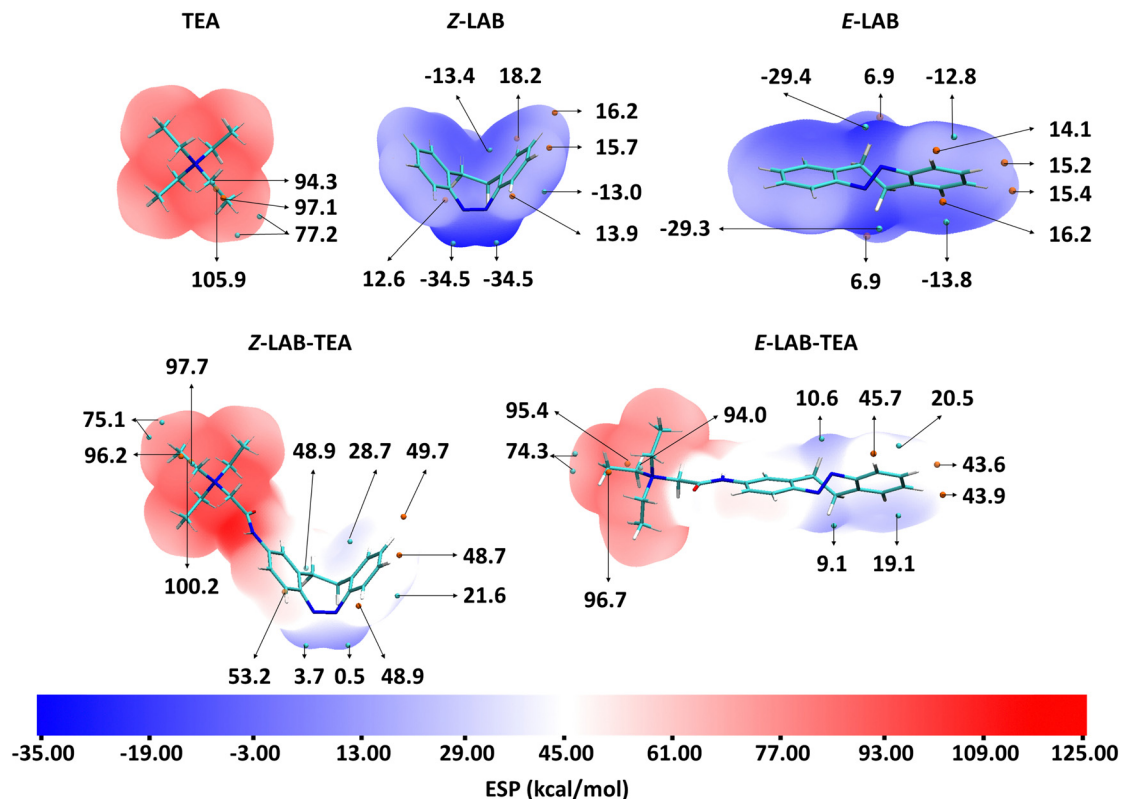 TEA
Z-LAB
E-LAB
-13.4 18.2
16.2
15.7
-13.0
13.9
12.6 -34.5 -34.5
94.3
97.1
77.2
105.9
-29.4 6.9 -12.8
14.1
15.2
15.4
16.2
-29.3
6.9 -13.8
Z-LAB-TEA
97.7
75.1
96.2
48.9 28.7 49.7
48.7
21.6
100.2
53.2 3.7 0.5 48.9
E-LAB-TEA
95.4
94.0
74.3
10.6 45.7 20.5
43.6
43.9
9.1 19.1
96.7
-35.00 -19.00 -3.00 13.00 29.00 45.00 61.00 77.00 93.00 109.00 125.00
ESP (kcal/mol)